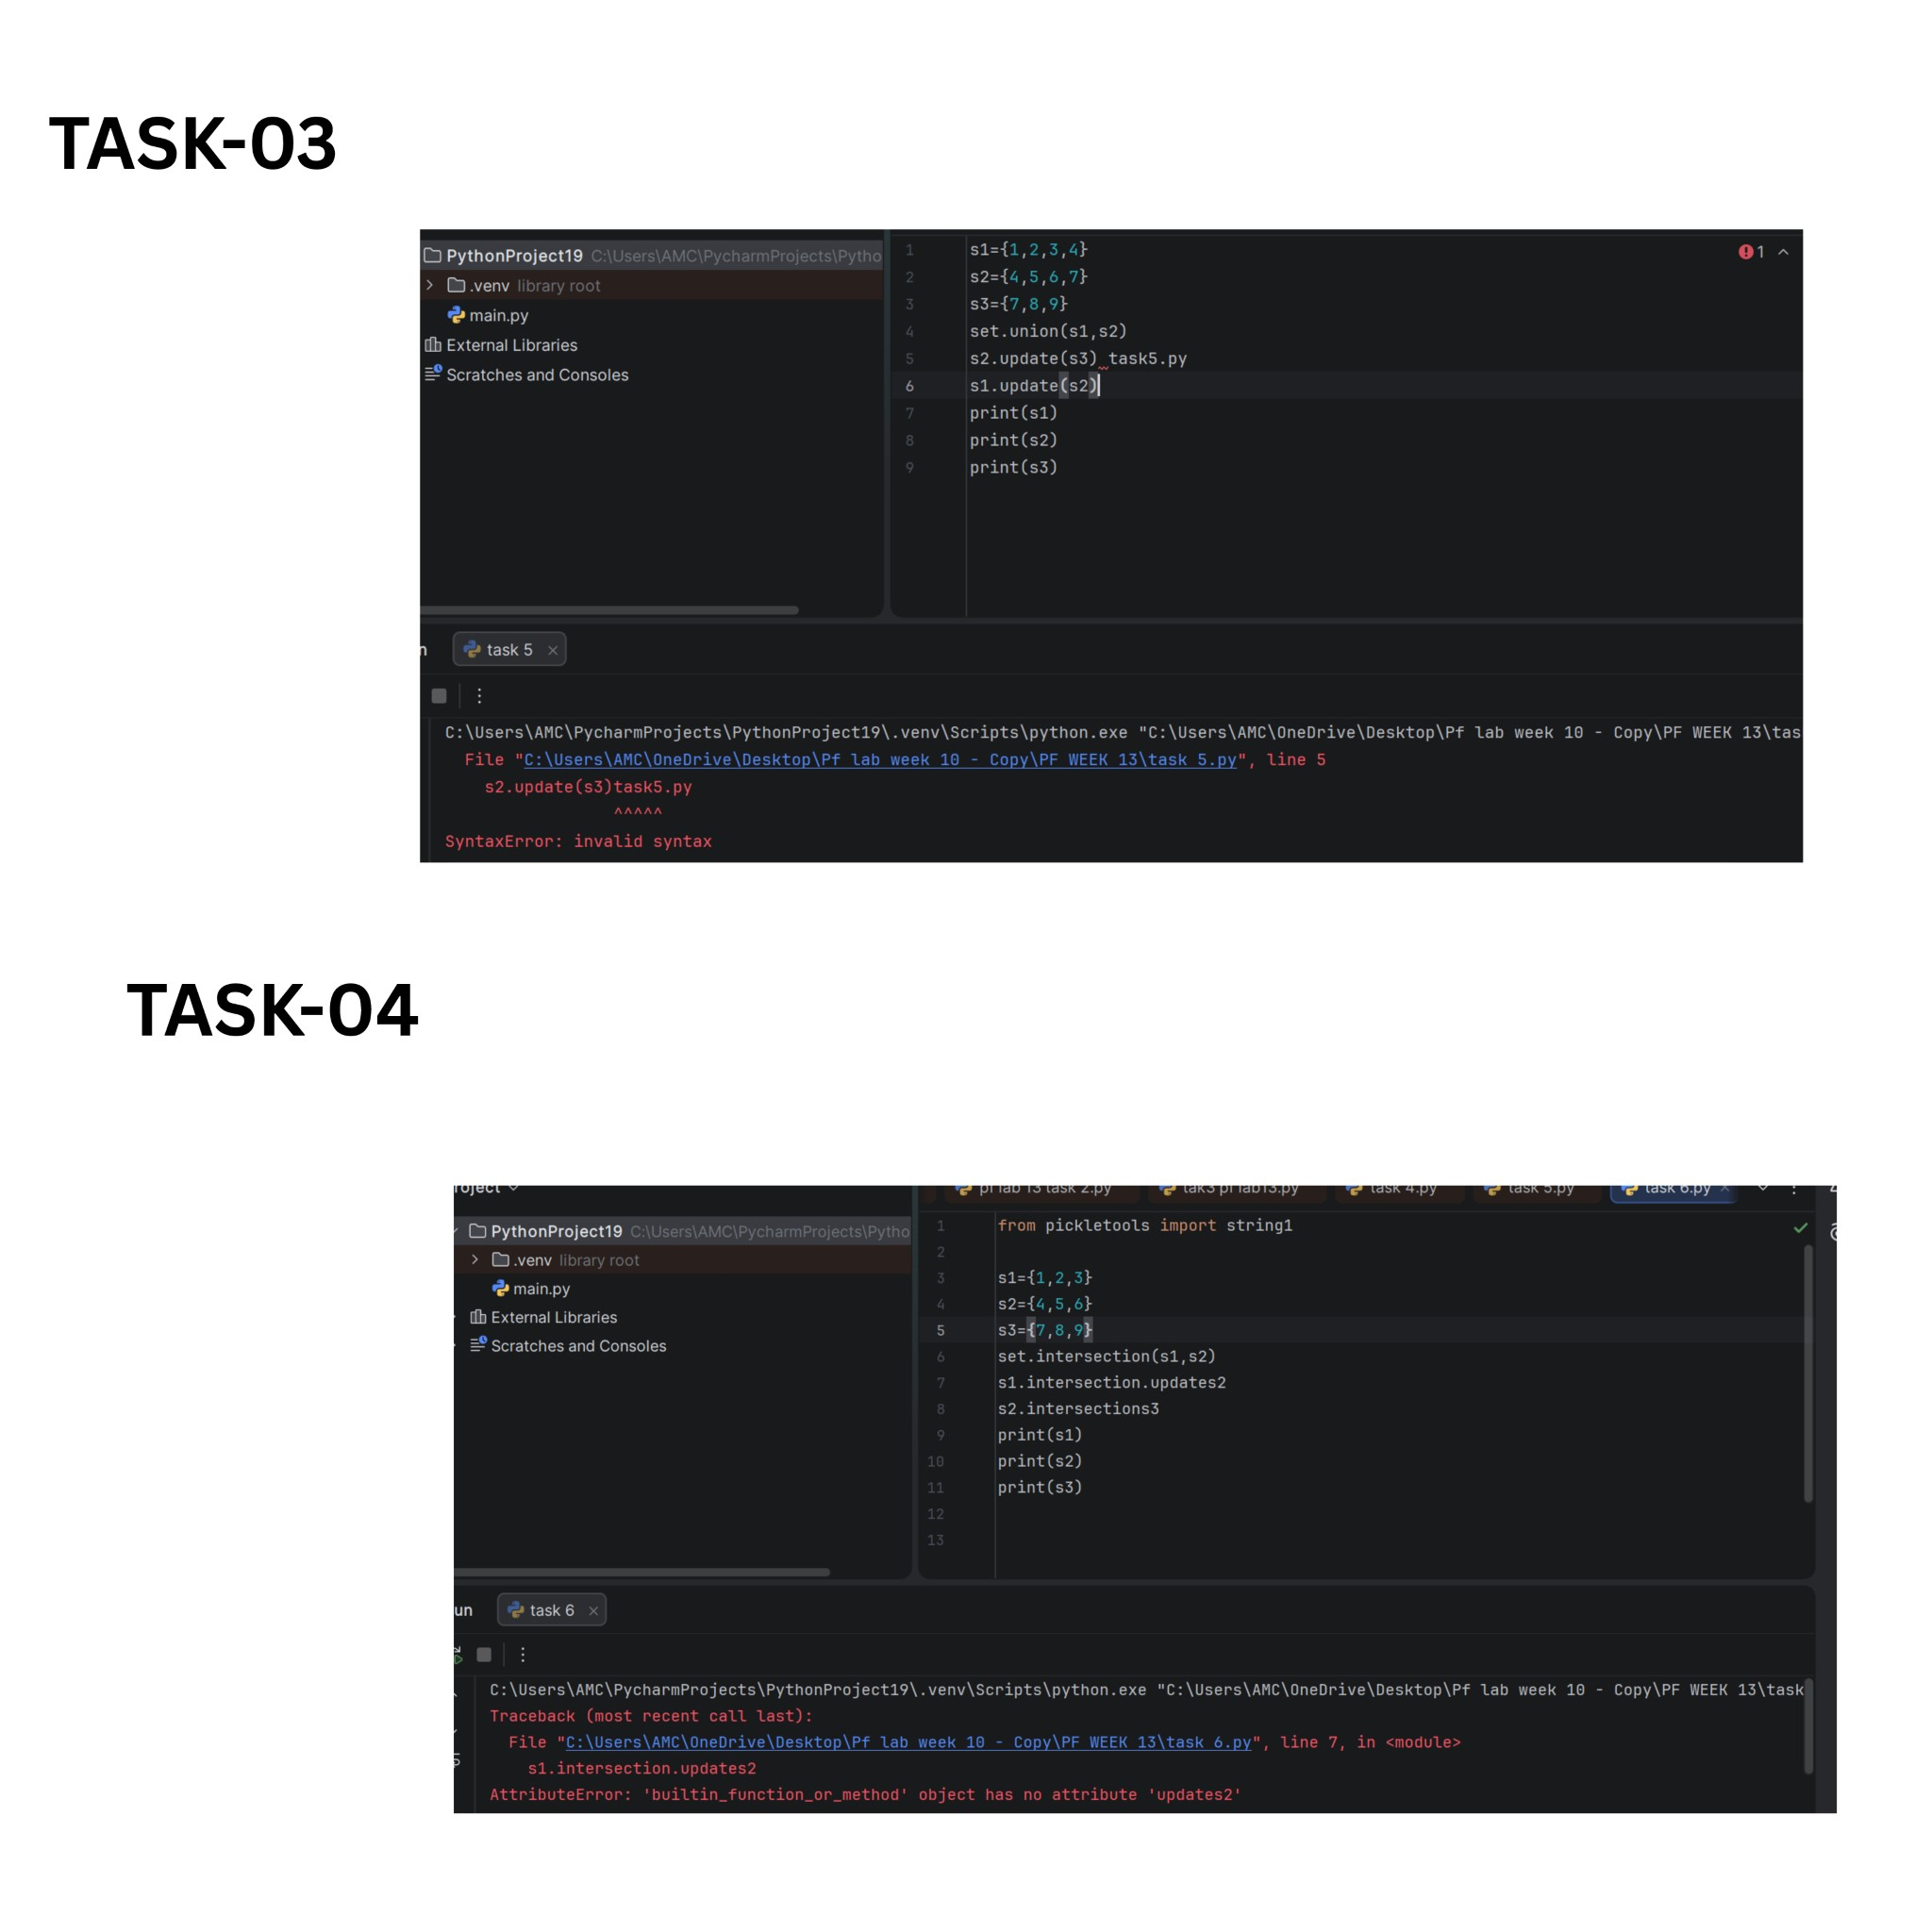 TASK-03
PythonProject19 C:\Users\AMC\PycharmProjects\Pytho
.venv library root
main.py
External Libraries
Scratches and Consoles
1 s1={1,2,3,4}
2 s2={4,5,6,7}
3 s3={7,8,9}
4 set.union(s1,s2)
5 s2.update(s3) task5.py
6 s1.update(s2)
7 print(s1)
8 print(s2)
9 print(s3)
1
n task 5
C:\Users\AMC\PycharmProjects\PythonProject19\.venv\Scripts\python.exe "C:\Users\AMC\OneDrive\Desktop\Pf lab week 10 - Copy\PF WEEK 13\tas
File "C:\Users\AMC\OneDrive\Desktop\Pf lab week 10 - Copy\PF WEEK 13\task 5.py", line 5
s2.update(s3)task5.py
^^^^^
SyntaxError: invalid syntax
TASK-04
roject
pf lab 13 task 2.py tak3 pf lab13.py task 4.py task 5.py task 6.py
PythonProject19 C:\Users\AMC\PycharmProjects\Pytho
.venv library root
main.py
External Libraries
Scratches and Consoles
1 from pickletools import string1
2
3 s1={1,2,3}
4 s2={4,5,6}
5 s3={7,8,9}
6 set.intersection(s1,s2)
7 s1.intersection.updates2
8 s2.intersections3
9 print(s1)
10 print(s2)
11 print(s3)
12
13
un task 6
C:\Users\AMC\PycharmProjects\PythonProject19\.venv\Scripts\python.exe "C:\Users\AMC\OneDrive\Desktop\Pf lab week 10 - Copy\PF WEEK 13\task
Traceback (most recent call last):
File "C:\Users\AMC\OneDrive\Desktop\Pf lab week 10 - Copy\PF WEEK 13\task 6.py", line 7, in <module>
s1.intersection.updates2
AttributeError: 'builtin_function_or_method' object has no attribute 'updates2'